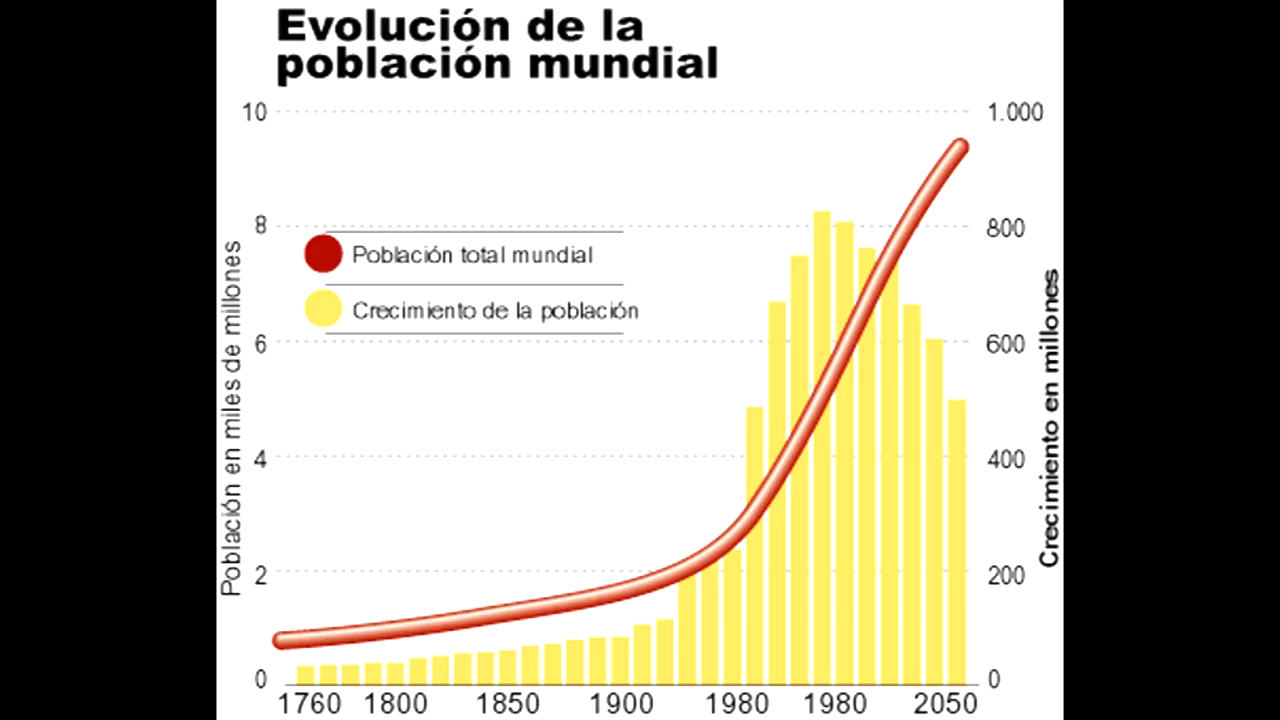 Evolución de la
población mundial
10
8
6
4
2
0
Población en miles de millones
Población total mundial
Crecimiento de la población
1.000
800
600
400
200
0
Crecimiento en millones
1760 1800 1850 1900 1980 1980 2050